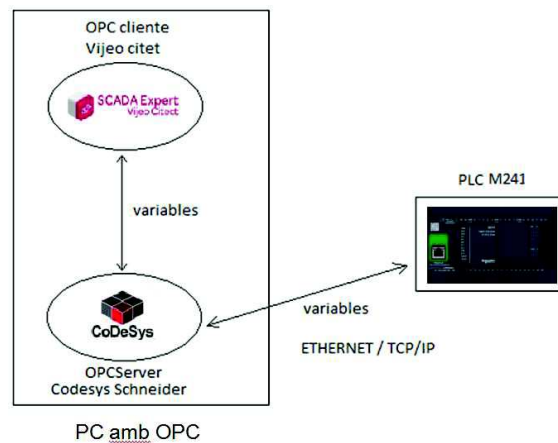 OPC cliente
Vijeo citet
SCADA Expert
Vijeo Citect
variables
PLC M241
CoDeSys
variables
ETHERNET / TCP/IP
OPCServer
Codesys Schneider
PC amb OPC